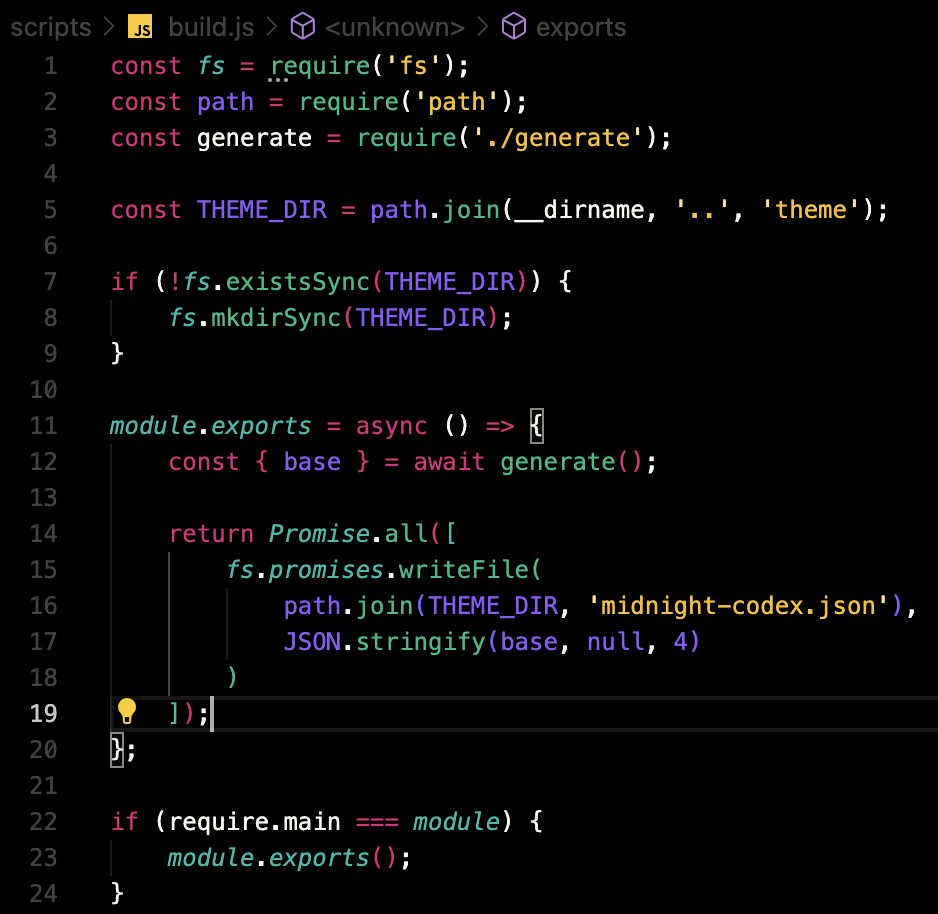 scripts > JS build.js > <unknown> > exports
1 const fs = require('fs');
2 const path = require('path');
3 const generate = require('./generate');
4
5 const THEME_DIR = path.join(__dirname, '..', 'theme');
6
7 if (!fs.existsSync(THEME_DIR)) {
8     fs.mkdirSync(THEME_DIR);
9 }
10
11 module.exports = async () => {
12     const { base } = await generate();
13
14     return Promise.all([
15         fs.promises.writeFile(
16             path.join(THEME_DIR, 'midnight-codex.json'),
17             JSON.stringify(base, null, 4)
18         )
19     ]);
20 };
21
22 if (require.main === module) {
23     module.exports();
24 }